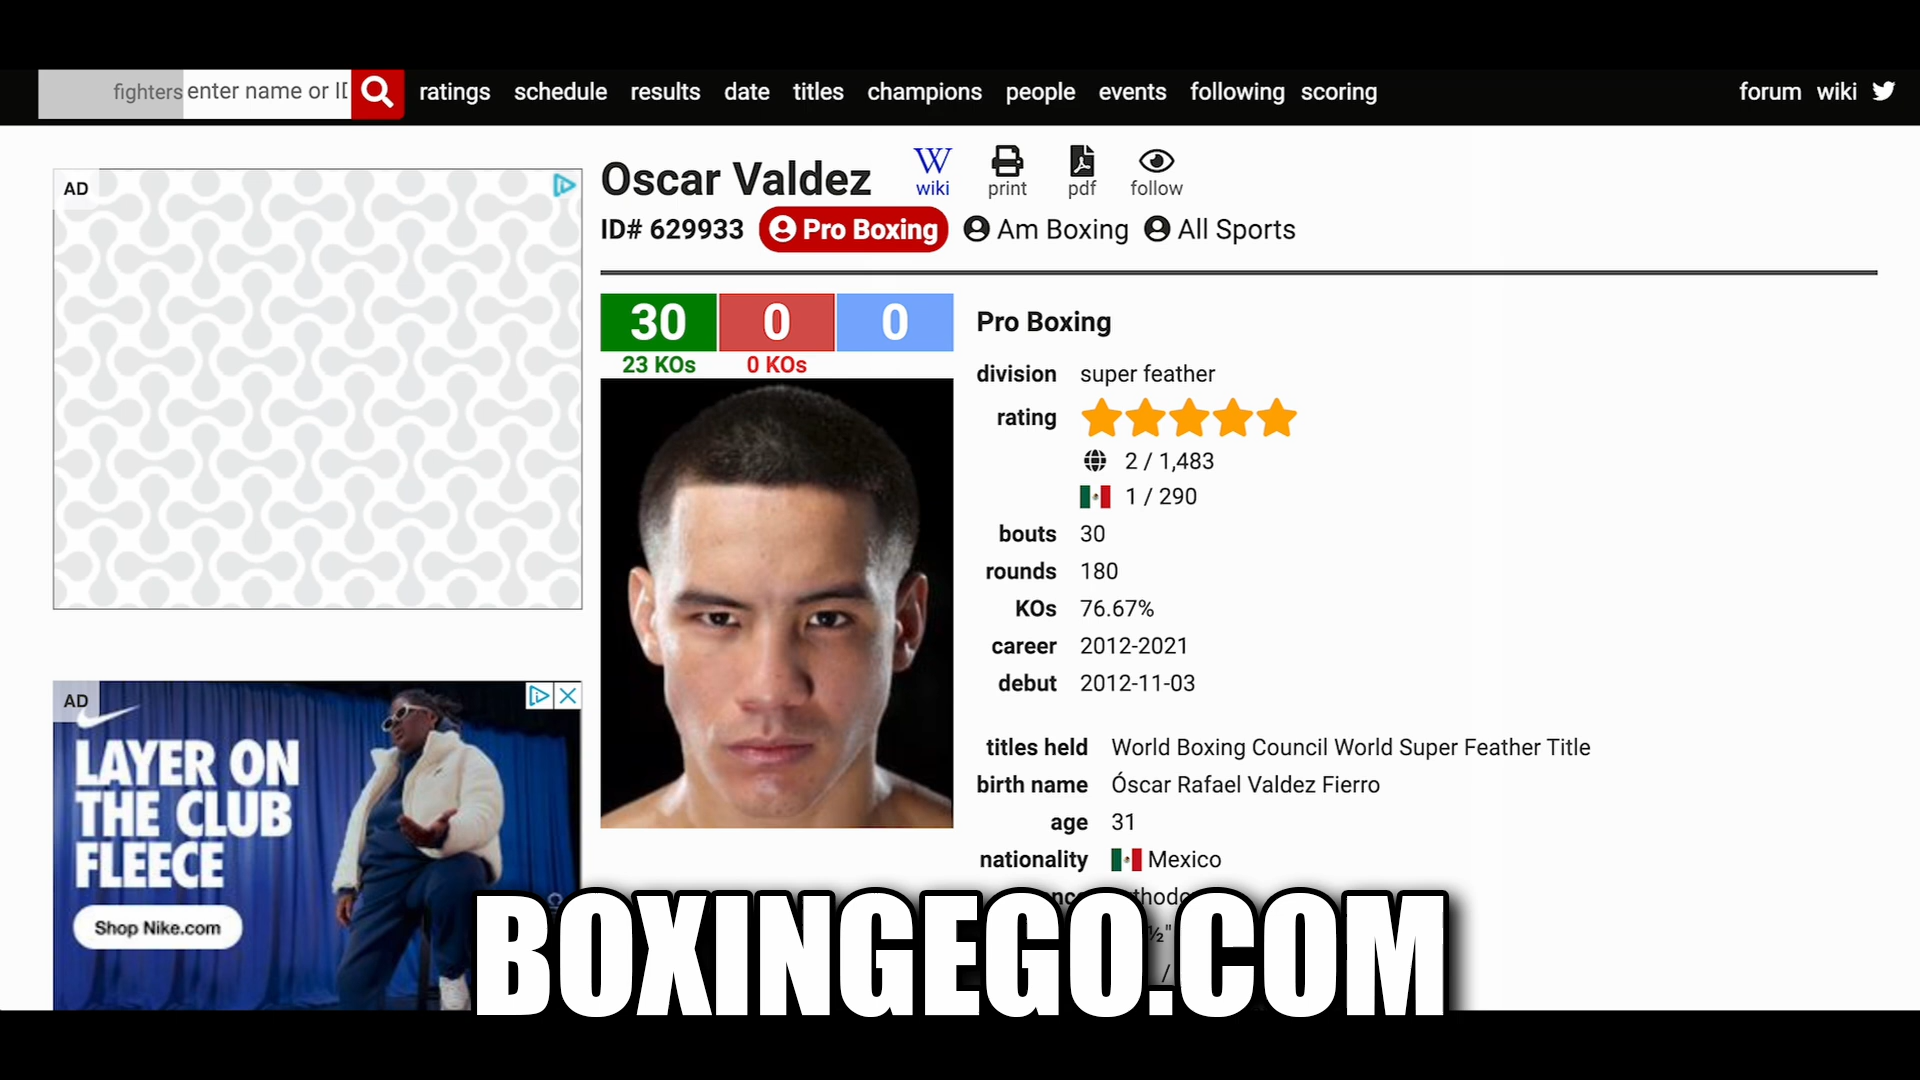 fighters enter name or I ratings schedule results date titles champions people events following scoring forum wiki
AD
Oscar Valdez
wiki print pdf follow
ID# 629933 Pro Boxing Am Boxing All Sports
30 0 0
23 KOs 0 KOs
Pro Boxing
division super feather
rating
2 / 1,483
1 / 290
bouts 30
rounds 180
KOs 76.67%
career 2012-2021
debut 2012-11-03
titles held World Boxing Council World Super Feather Title
birth name Óscar Rafael Valdez Fierro
age 31
nationality Mexico
AD
LAYER ON
THE CLUB
FLEECE
Shop Nike.com
BOXINGEGO.COM